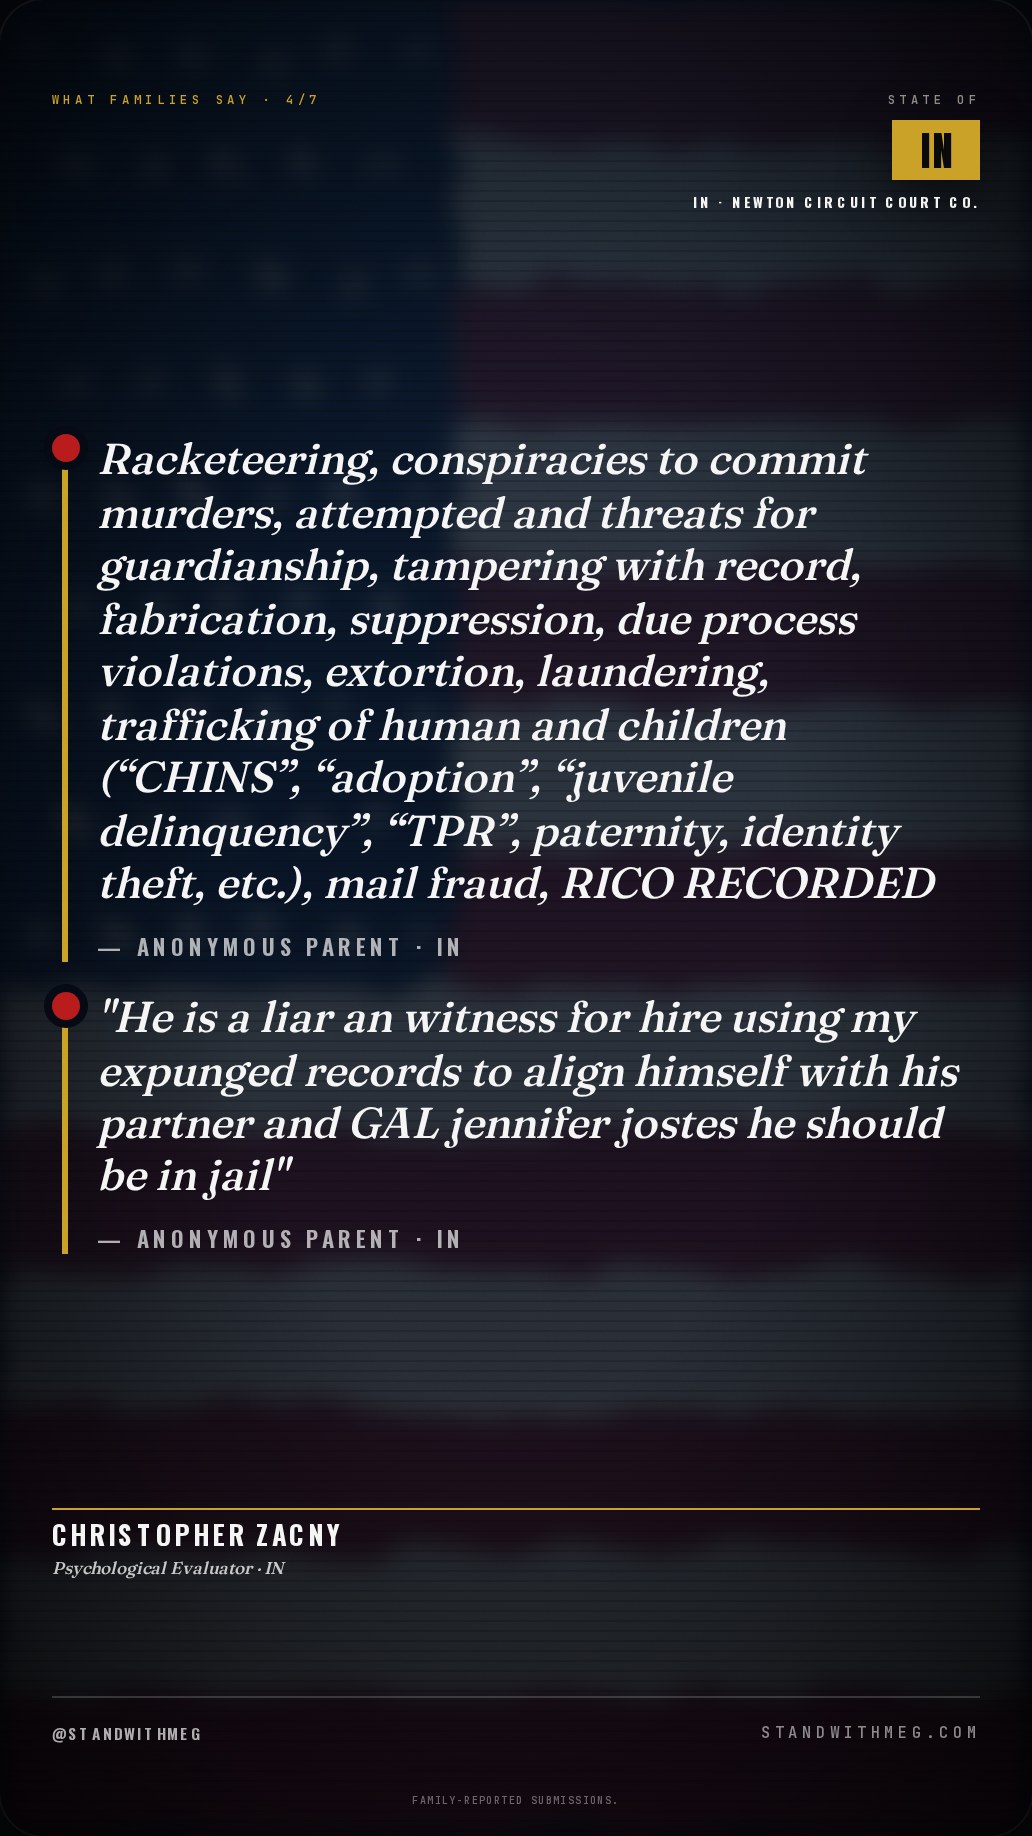 WHAT FAMILIES SAY · 4/7
STATE OF
IN
IN · NEWTON CIRCUIT COURT CO.
Racketeering, conspiracies to commit
murders, attempted and threats for
guardianship, tampering with record,
fabrication, suppression, due process
violations, extortion, laundering,
trafficking of human and children
(“CHINS”, “adoption”, “juvenile
delinquency”, “TPR”, paternity, identity
theft, etc.), mail fraud, RICO RECORDED
— ANONYMOUS PARENT · IN
"He is a liar an witness for hire using my
expunged records to align himself with his
partner and GAL jennifer jostes he should
be in jail"
— ANONYMOUS PARENT · IN
CHRISTOPHER ZACNY
Psychological Evaluator · IN
@STANDWITHMEG
STANDWITHMEG.COM
FAMILY-REPORTED SUBMISSIONS.